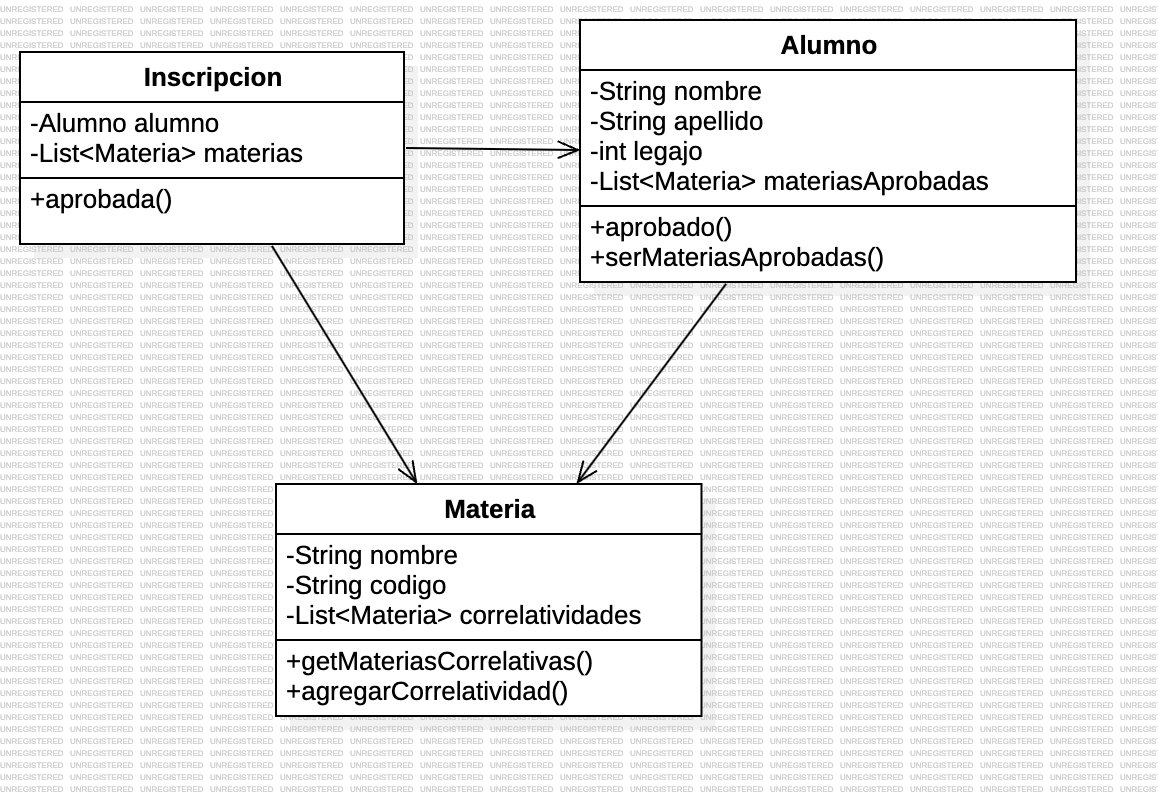 Inscripcion
-Alumno alumno
-List<Materia> materias
+aprobada()
Alumno
-String nombre
-String apellido
-int legajo
-List<Materia> materiasAprobadas
+aprobado()
+serMateriasAprobadas()
Materia
-String nombre
-String codigo
-List<Materia> correlatividades
+getMateriasCorrelativas()
+agregarCorrelatividad()
UNREGISTERED